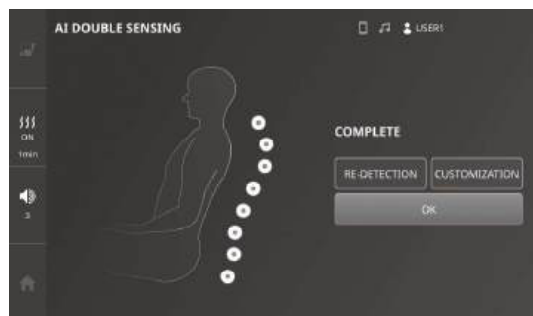 AI DOUBLE SENSING
USER1
ON
1min
3
COMPLETE
RE-DETECTION
CUSTOMIZATION
OK